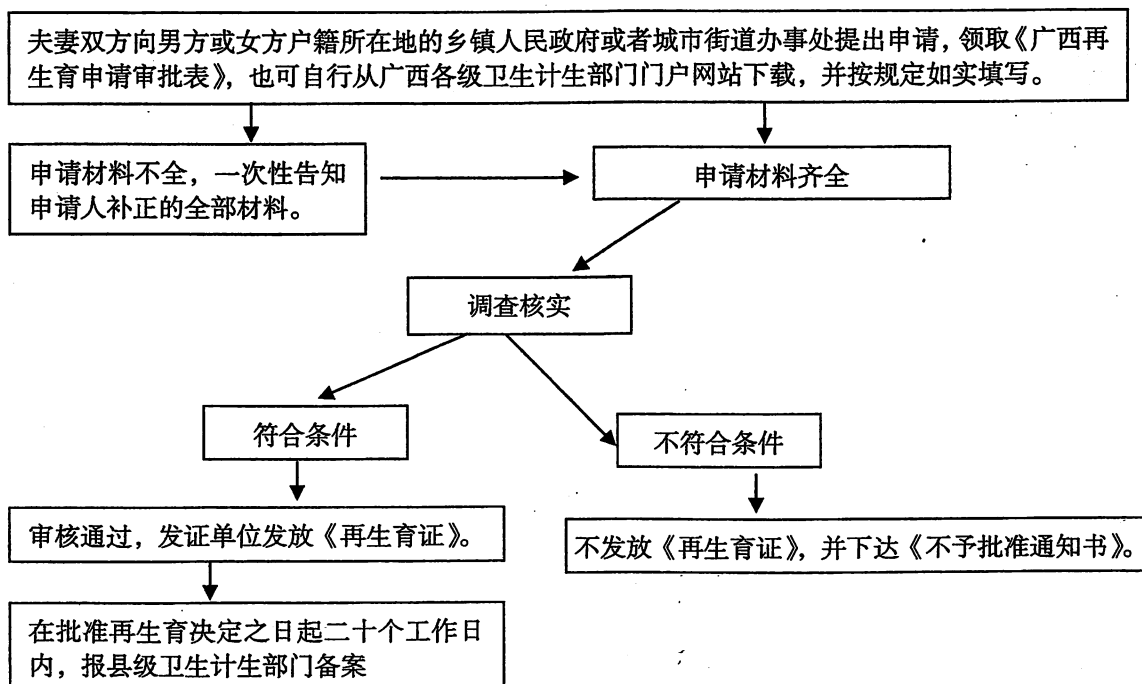 夫妻双方向男方或女方户籍所在地的乡镇人民政府或者城市街道办事处提出申请，领取《广西再
生育申请审批表》，也可自行从广西各级卫生计生部门门户网站下载，并按规定如实填写。
申请材料不全，一次性告知
申请人补正的全部材料。
申请材料齐全
调查核实
符合条件
不符合条件
审核通过，发证单位发放《再生育证》。
不发放《再生育证》，并下达《不予批准通知书》。
在批准再生育决定之日起二十个工作日
内，报县级卫生计生部门备案